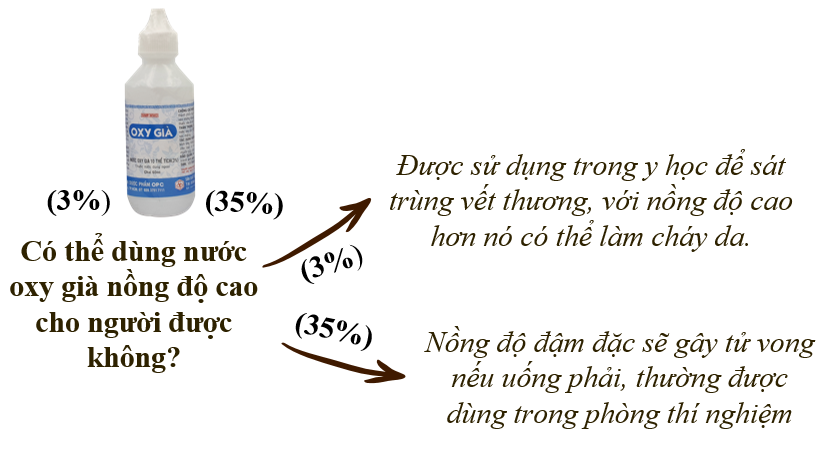 OXY GIÀ
(3%)
(35%)
Có thể dùng nước
oxy già nồng độ cao
cho người được
không?
(3%)
Được sử dụng trong y học để sát
trùng vết thương, với nồng độ cao
hơn nó có thể làm cháy da.
(35%)
Nồng độ đậm đặc sẽ gây tử vong
nếu uống phải, thường được
dùng trong phòng thí nghiệm